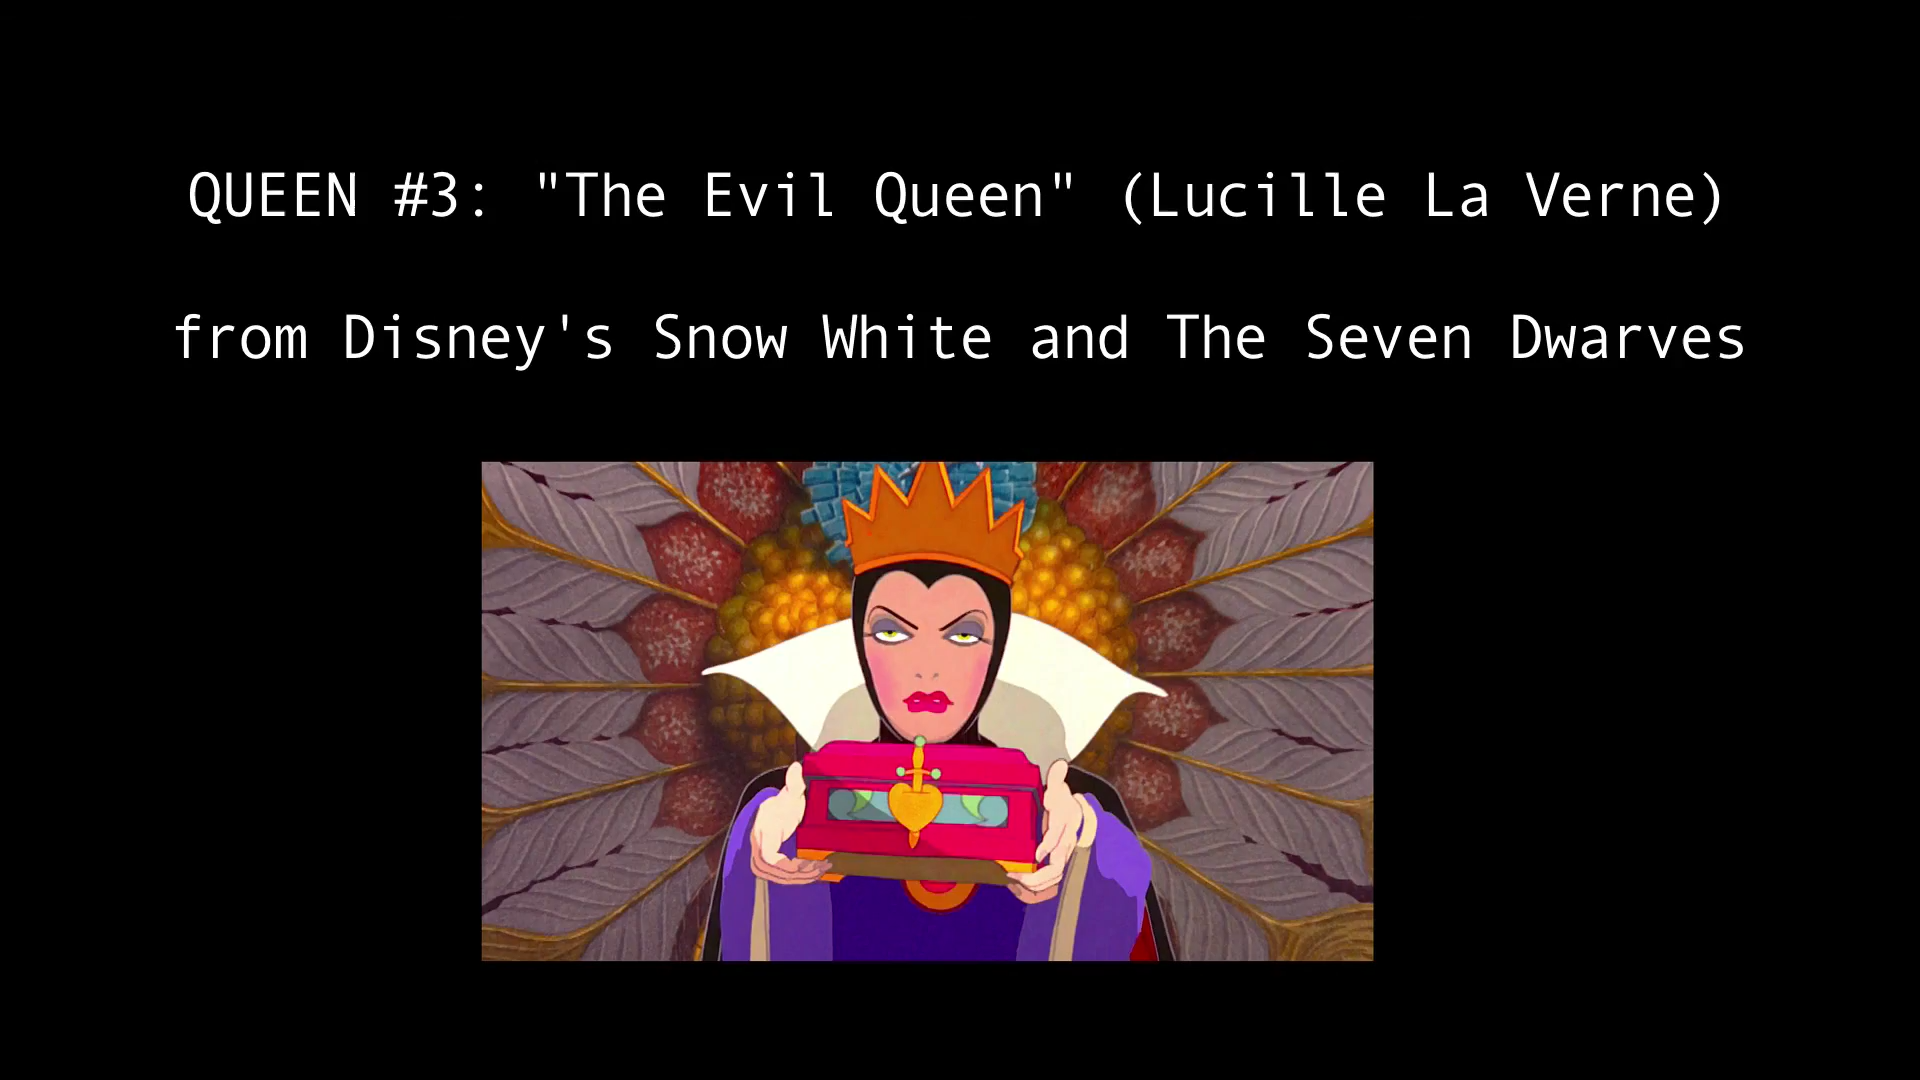 QUEEN #3: "The Evil Queen" (Lucille La Verne)
from Disney's Snow White and The Seven Dwarves